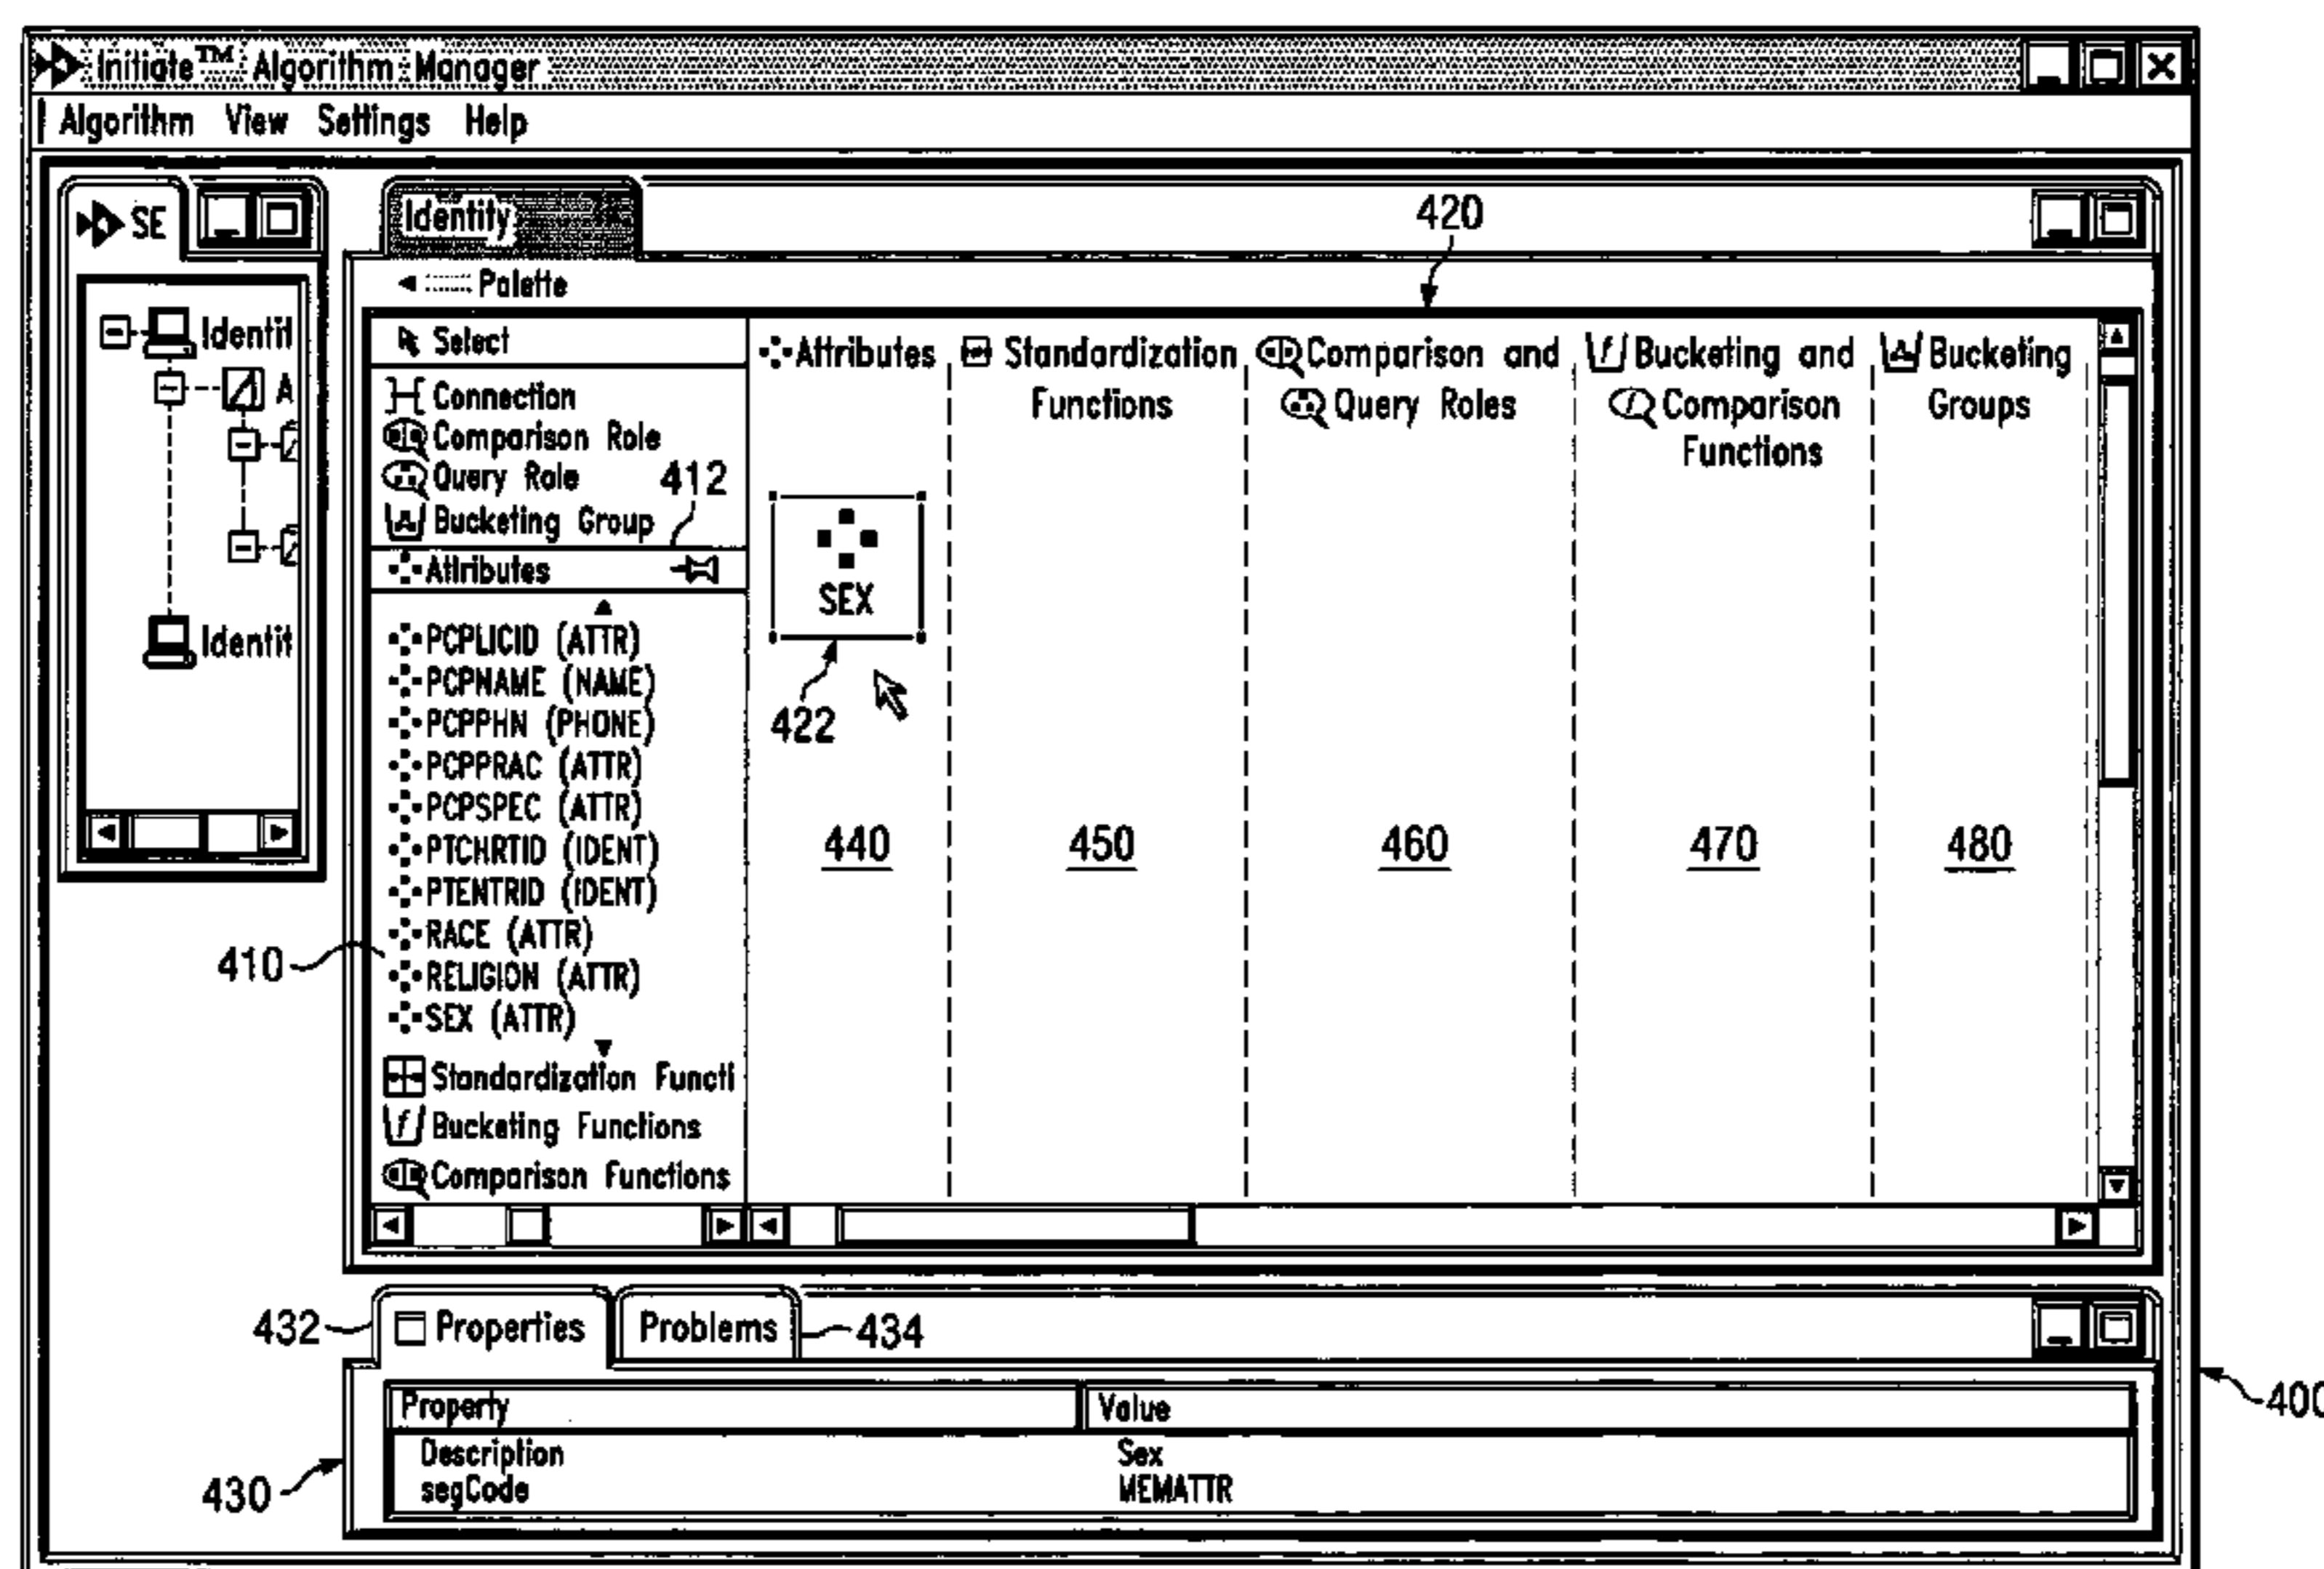 Initiate™ Algorithm Manager
Algorithm View Settings Help
SE
Identit
A
Identit
Identity
420
Palette
Select
Connection
Comparison Role
Query Role
412
Bucketing Group
Attributes
PCPLICID (ATTR)
PCPNAME (NAME)
PCPPHN (PHONE)
PCPPRAC (ATTR)
PCPSPEC (ATTR)
PTCHRTID (IDENT)
PTENTRID (IDENT)
RACE (ATTR)
410
RELIGION (ATTR)
SEX (ATTR)
Standardization Functi
Bucketing Functions
Comparison Functions
Attributes
Standardization
Functions
Comparison and
Query Roles
Bucketing and
Comparison
Functions
Bucketing
Groups
SEX
422
440
450
460
470
480
432
Properties
Problems
434
400
Property Value
Description Sex
segCode MEMATTR
430